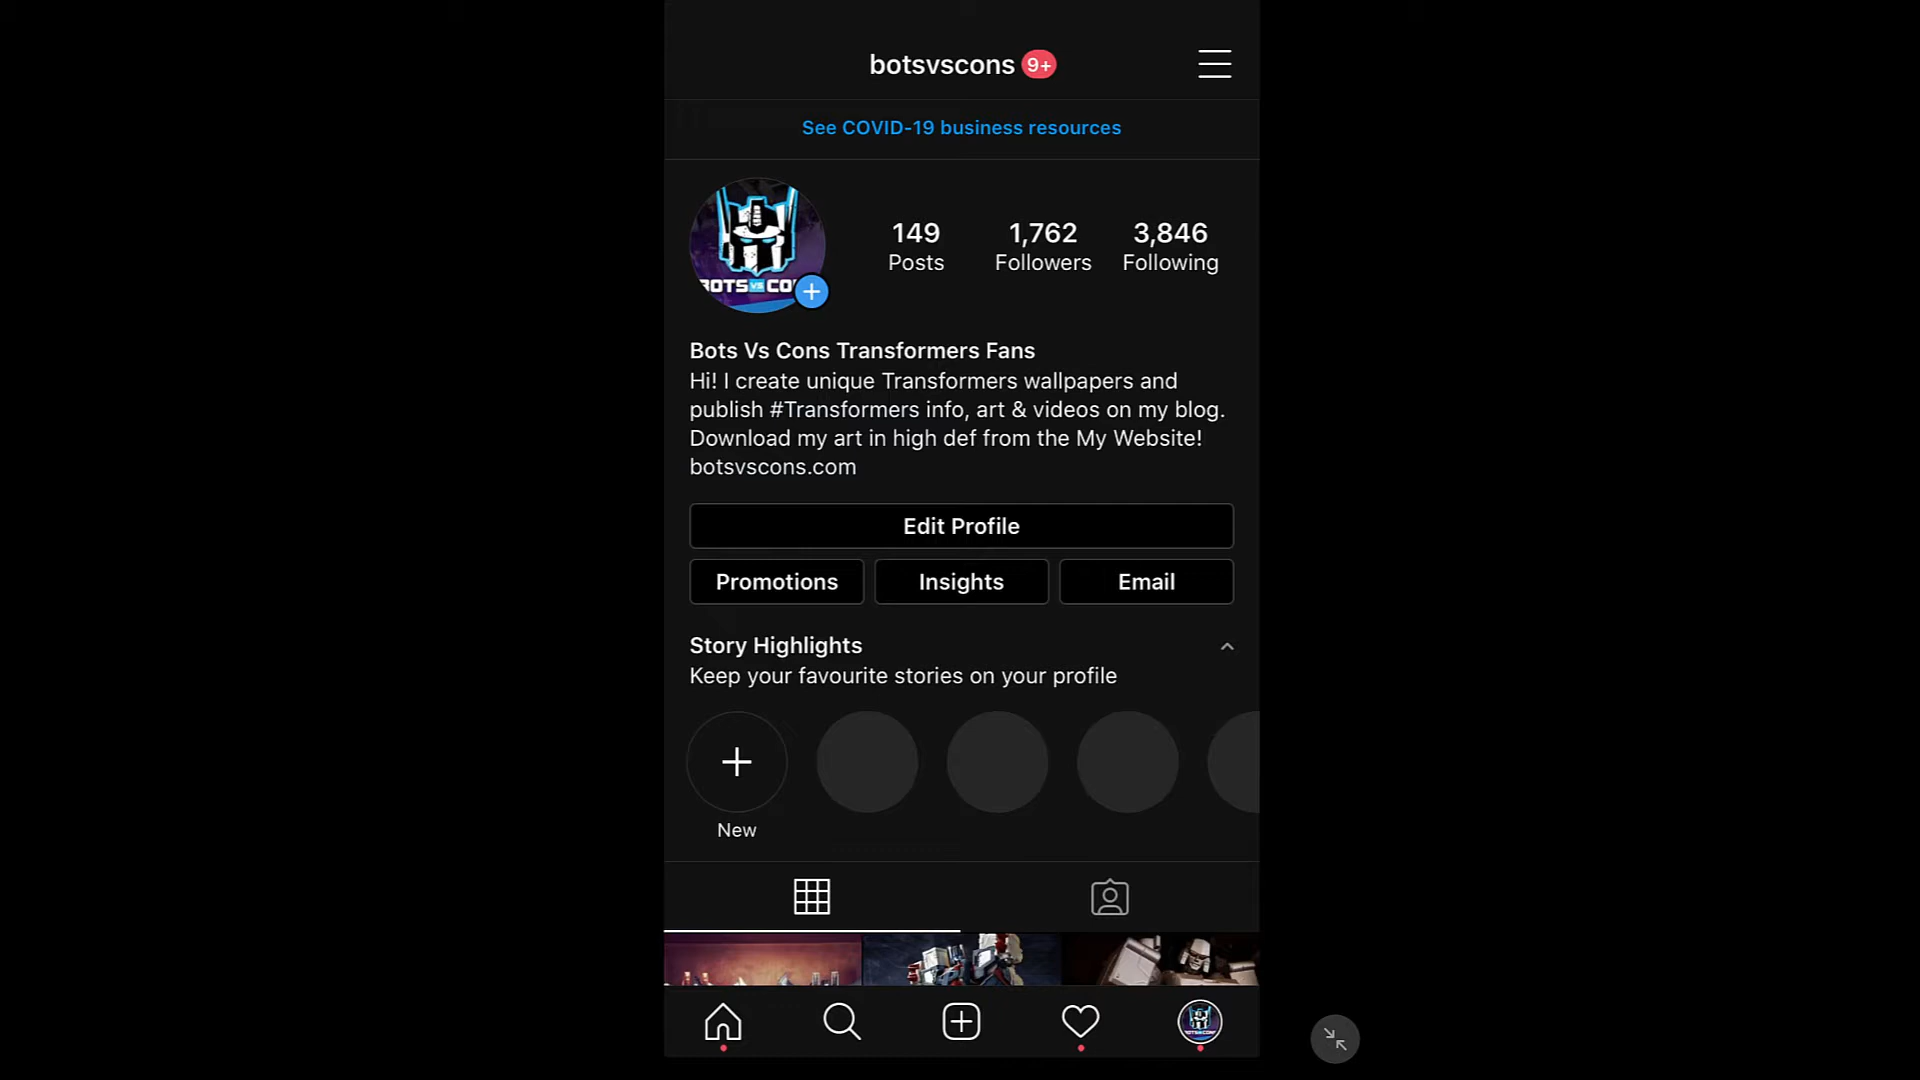 botsvscons 9+
See COVID-19 business resources
BOTS VS CO
149 1,762 3,846
Posts Followers Following
Bots Vs Cons Transformers Fans
Hi! I create unique Transformers wallpapers and
publish #Transformers info, art & videos on my blog.
Download my art in high def from the My Website!
botsvscons.com
Edit Profile
Promotions Insights Email
Story Highlights
Keep your favourite stories on your profile
New